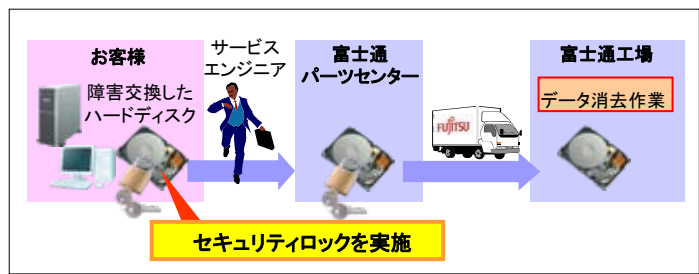 お客様
障害交換した
ハードディスク
サービス
エンジニア
富士通
パーツセンター
FUJITSU
富士通工場
データ消去作業
セキュリティロックを実施